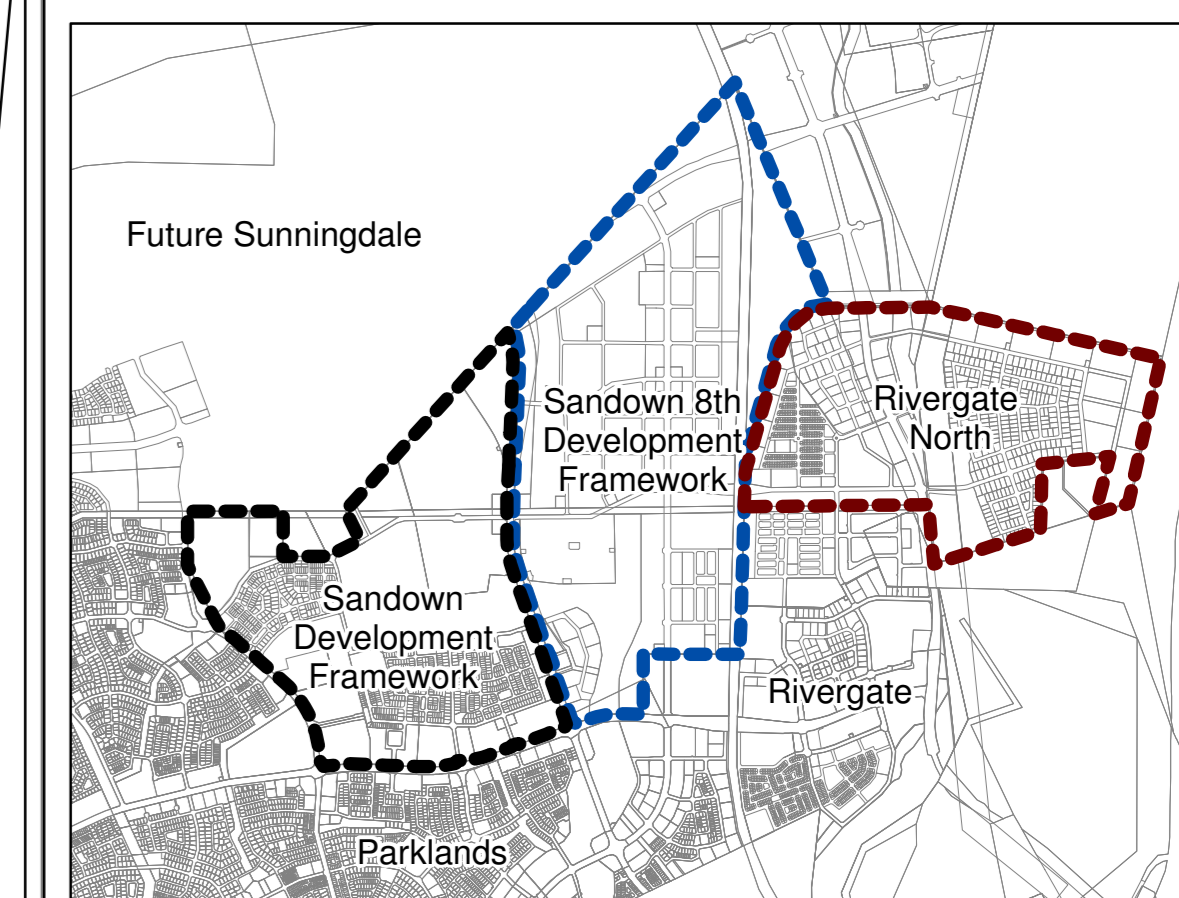 Future Sunningdale
Sandown 8th
Development
Framework
Rivergate
North
Sandown
Development
Framework
Rivergate
Parklands